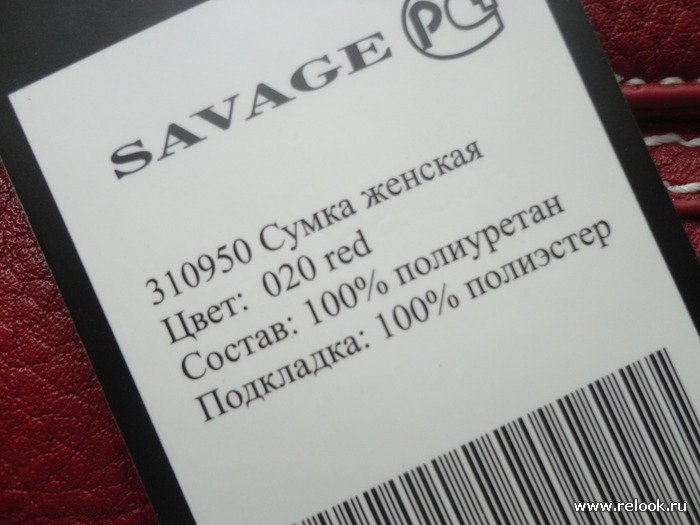 SAVAGE
310950 Сумка женская
Цвет: 020 red
Состав: 100% полиуретан
Подкладка: 100% полиэстер
www.relook.ru